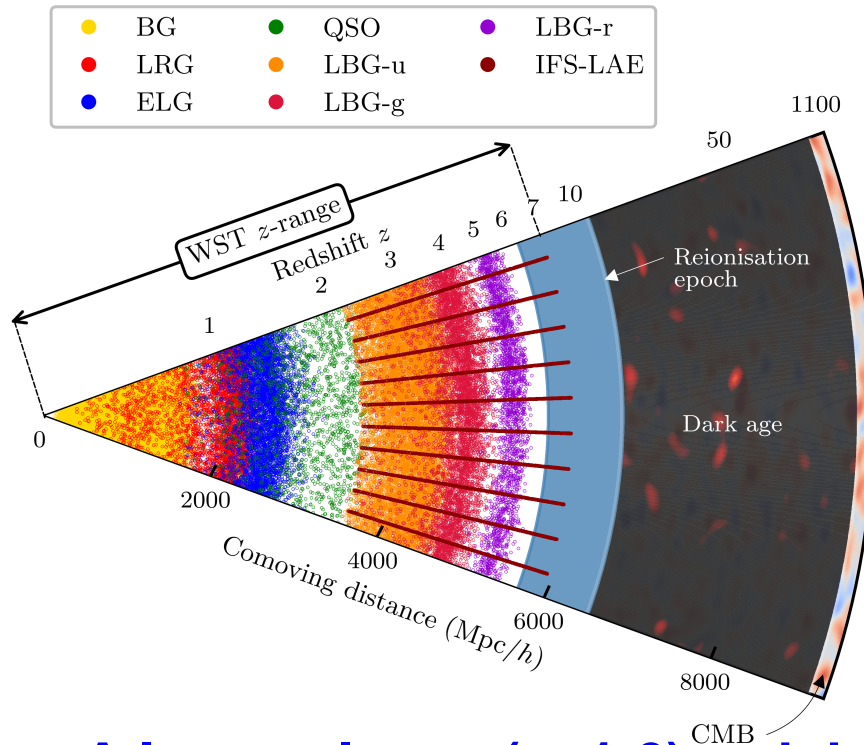 BG
LRG
ELG
QSO
LBG-u
LBG-g
LBG-r
IFS-LAE
WST z-range
Redshift z
0
1
2
3
4
5
6
7
10
50
1100
Reionisation
epoch
Dark age
2000
4000
6000
8000
Comoving distance (Mpc/h)
CMB